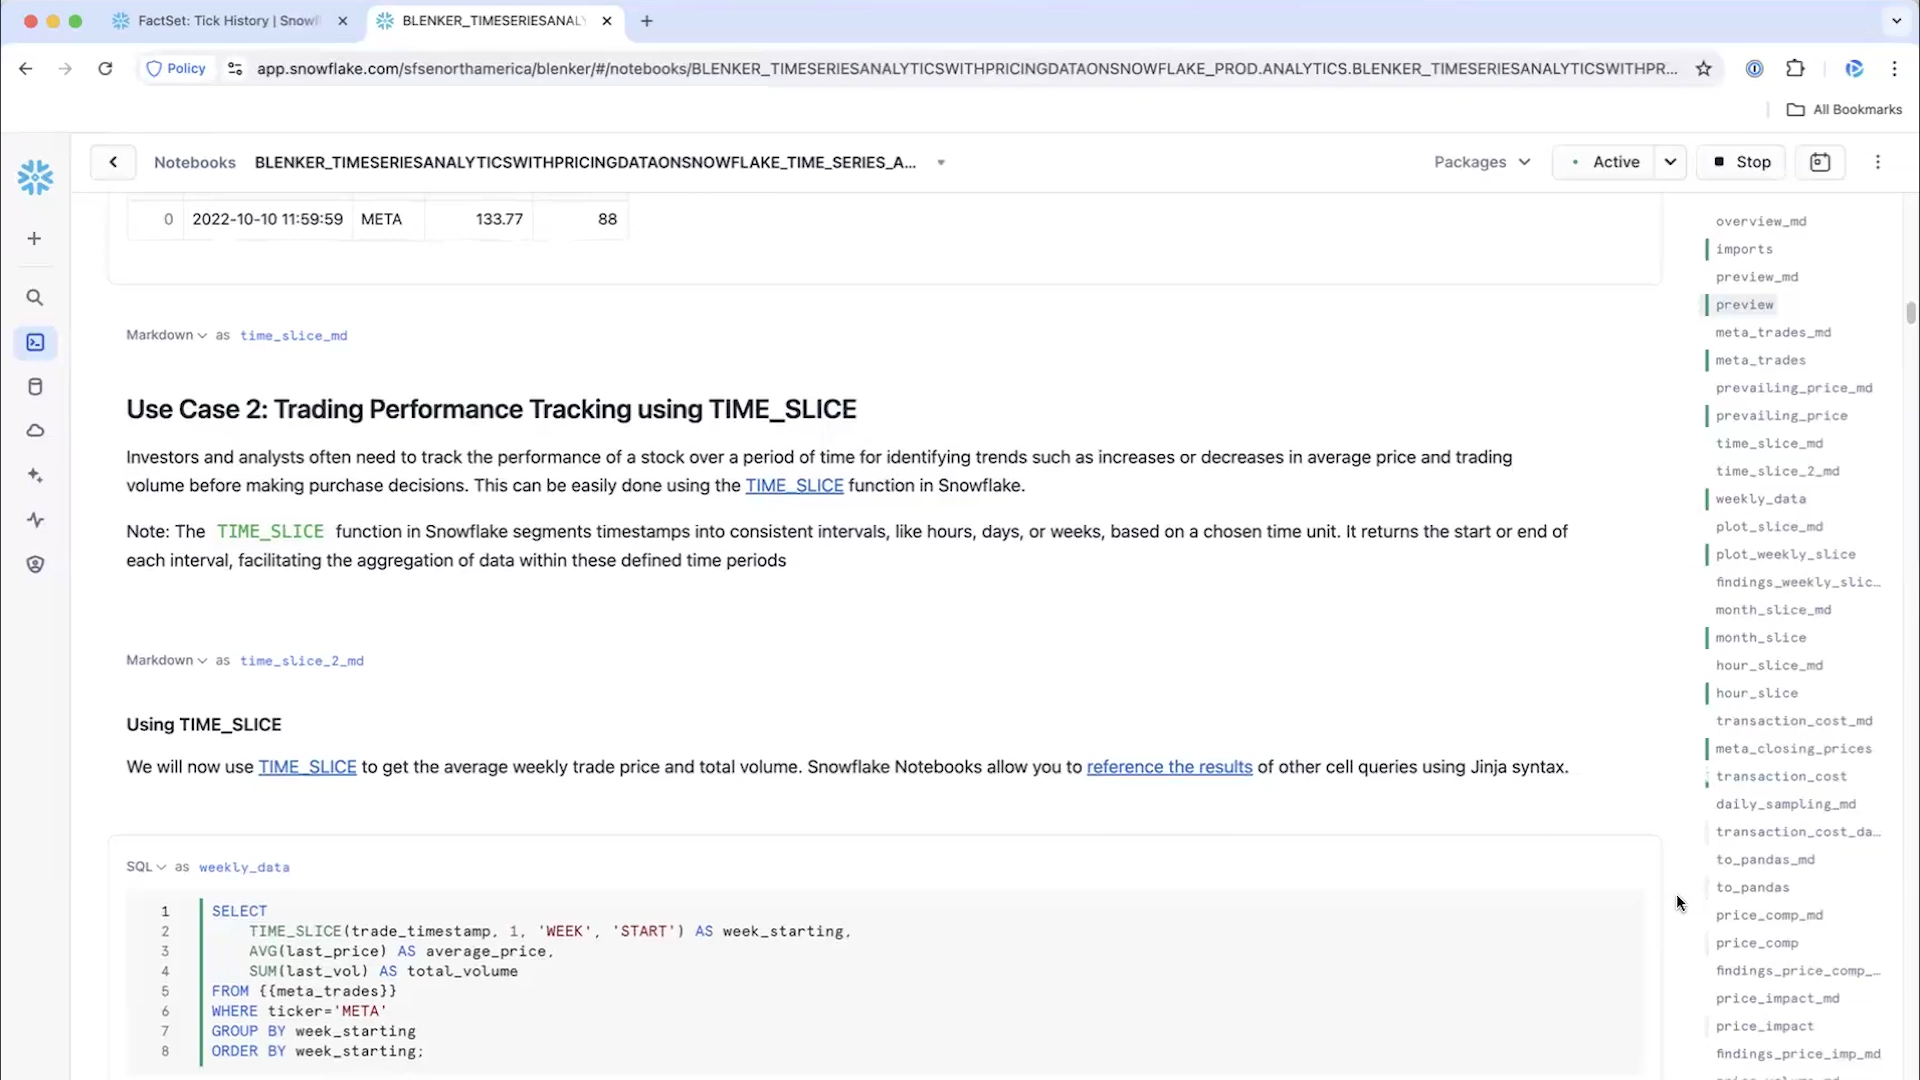 FactSet: Tick History | Snowfl
BLENKER_TIMESERIESANALY
Policy
app.snowflake.com/sfsenorthamerica/blenker/#/notebooks/BLENKER_TIMESERIESANALYTICSWITHPRICINGDATAONSNOWFLAKE_PROD.ANALYTICS.BLENKER_TIMESERIESANALYTICSWITHPR...
All Bookmarks
Notebooks
BLENKER_TIMESERIESANALYTICSWITHPRICINGDATAONSNOWFLAKE_TIME_SERIES_A...
Packages
Active
Stop
0 2022-10-10 11:59:59 META 133.77 88
Markdown as time_slice_md
Use Case 2: Trading Performance Tracking using TIME_SLICE
Investors and analysts often need to track the performance of a stock over a period of time for identifying trends such as increases or decreases in average price and trading
volume before making purchase decisions. This can be easily done using the TIME_SLICE function in Snowflake.
Note: The TIME_SLICE function in Snowflake segments timestamps into consistent intervals, like hours, days, or weeks, based on a chosen time unit. It returns the start or end of
each interval, facilitating the aggregation of data within these defined time periods
Markdown as time_slice_2_md
Using TIME_SLICE
We will now use TIME_SLICE to get the average weekly trade price and total volume. Snowflake Notebooks allow you to reference the results of other cell queries using Jinja syntax.
SQL as weekly_data
1 SELECT
2 TIME_SLICE(trade_timestamp, 1, 'WEEK', 'START') AS week_starting,
3 AVG(last_price) AS average_price,
4 SUM(last_vol) AS total_volume
5 FROM {{meta_trades}}
6 WHERE ticker='META'
7 GROUP BY week_starting
8 ORDER BY week_starting;
overview_md
imports
preview_md
preview
meta_trades_md
meta_trades
prevailing_price_md
prevailing_price
time_slice_md
time_slice_2_md
weekly_data
plot_slice_md
plot_weekly_slice
findings_weekly_slic...
month_slice_md
month_slice
hour_slice_md
hour_slice
transaction_cost_md
meta_closing_prices
transaction_cost
daily_sampling_md
transaction_cost_da...
to_pandas_md
to_pandas
price_comp_md
price_comp
findings_price_comp_...
price_impact_md
price_impact
findings_price_imp_md